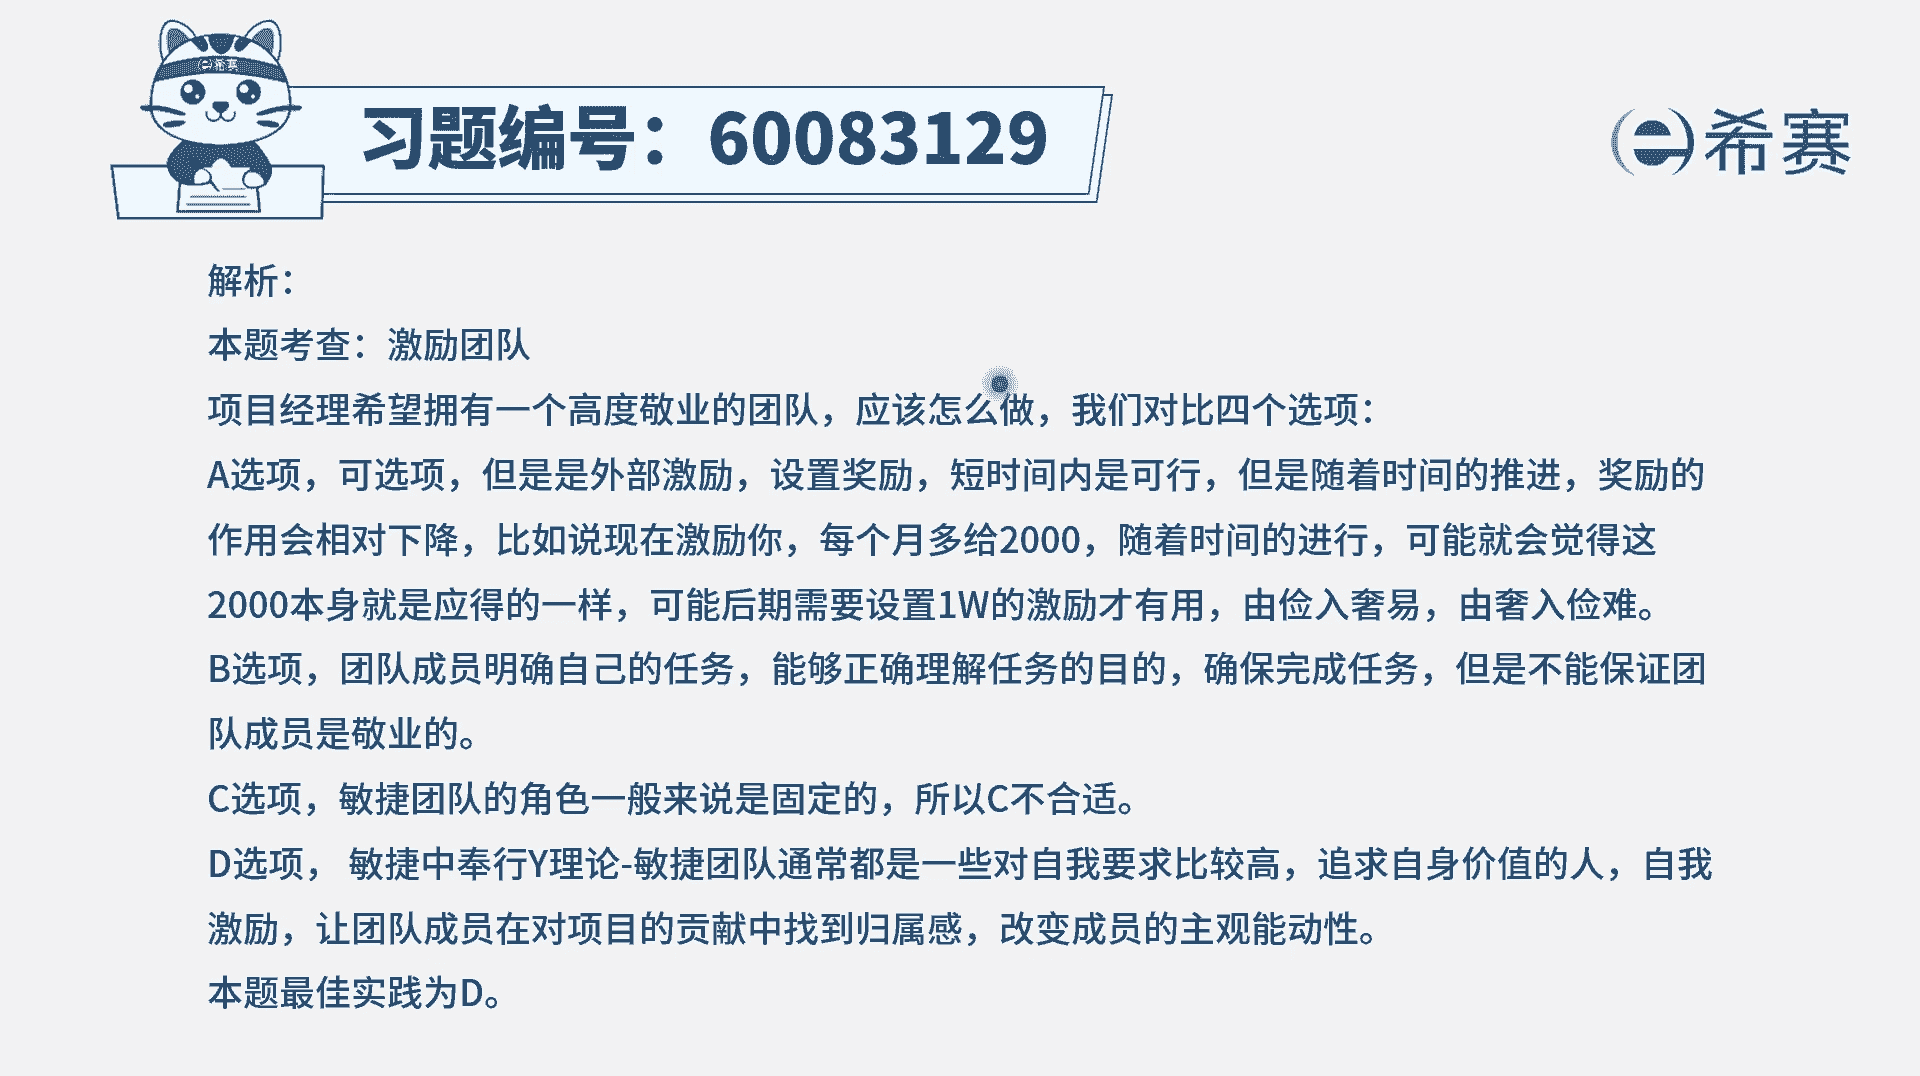 希赛
习题编号：60083129
希赛
解析：
本题考查：激励团队
项目经理希望拥有一个高度敬业的团队，应该怎么做，我们对比四个选项：
A选项，可选项，但是是外部激励，设置奖励，短时间内是可行，但是随着时间的推进，奖励的
作用会相对下降，比如说现在激励你，每个月多给2000，随着时间的进行，可能就会觉得这
2000本身就是应得的一样，可能后期需要设置1W的激励才有用，由俭入奢易，由奢入俭难。
B选项，团队成员明确自己的任务，能够正确理解任务的目的，确保完成任务，但是不能保证团
队成员是敬业的。
C选项，敏捷团队的角色一般来说是固定的，所以C不合适。
D选项， 敏捷中奉行Y理论-敏捷团队通常都是一些对自我要求比较高，追求自身价值的人，自我
激励，让团队成员在对项目的贡献中找到归属感，改变成员的主观能动性。
本题最佳实践为D。